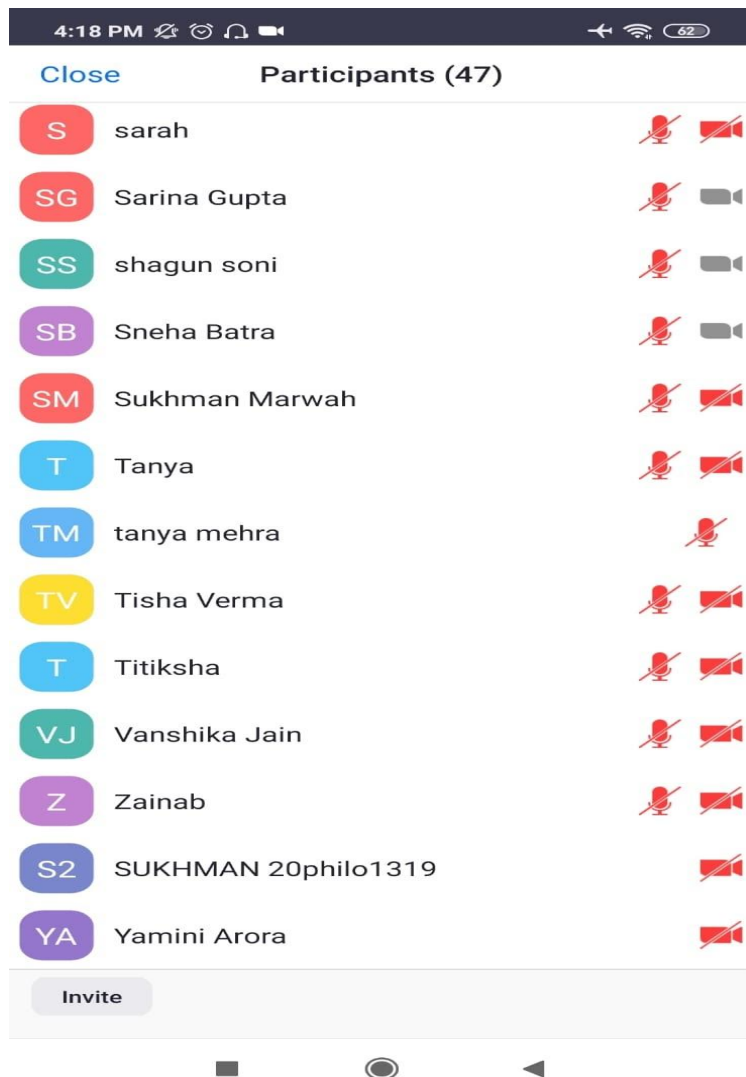 4:18 PM 62
Close Participants (47)
S sarah
SG Sarina Gupta
SS shagun soni
SB Sneha Batra
SM Sukhman Marwah
T Tanya
TM tanya mehra
TV Tisha Verma
T Titiksha
VJ Vanshika Jain
Z Zainab
S2 SUKHMAN 20philo1319
YA Yamini Arora
Invite